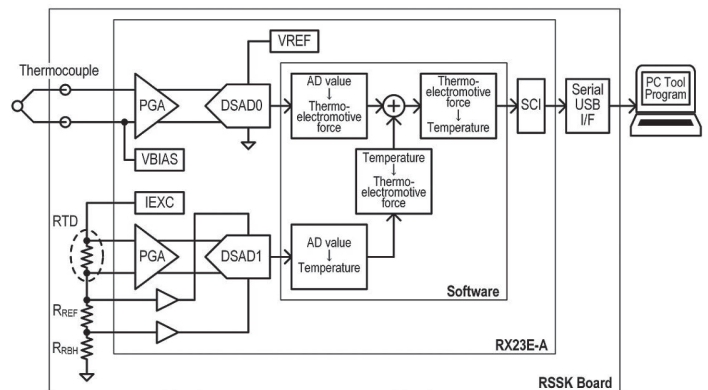 Thermocouple
PGA
DSAD0
VREF
VBIAS
AD value
↓
Thermo-
electromotive
force
Thermo-
electromotive
force
↓
Temperature
SCI
Serial
USB
I/F
PC Tool
Program
Temperature
↓
Thermo-
electromotive
force
IEXC
RTD
PGA
DSAD1
AD value
↓
Temperature
RREF
RRBH
Software
RX23E-A
RSSK Board